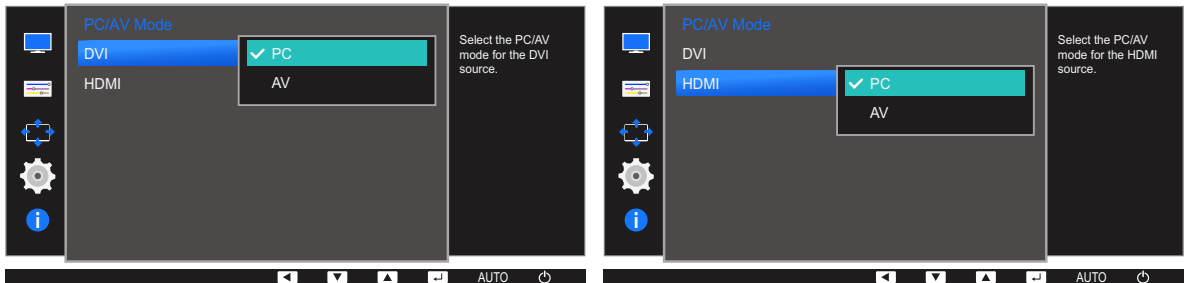 PC/AV Mode
DVI
PC
HDMI
AV
Select the PC/AV
mode for the DVI
source.
AUTO
PC/AV Mode
DVI
HDMI
PC
AV
Select the PC/AV
mode for the HDMI
source.
AUTO